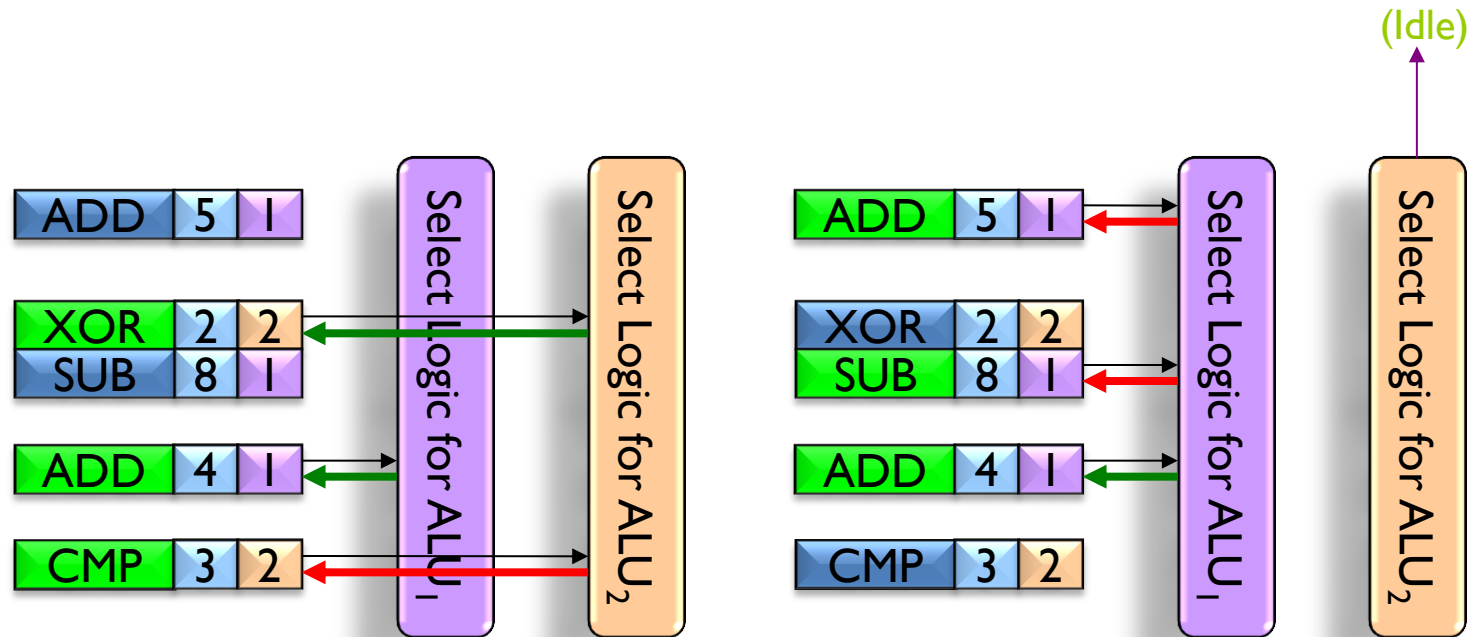 (Idle)
ADD 5 1
XOR 2 2
SUB 8 1
ADD 4 1
CMP 3 2
Select Logic for ALU1
Select Logic for ALU2
ADD 5 1
XOR 2 2
SUB 8 1
ADD 4 1
CMP 3 2
Select Logic for ALU1
Select Logic for ALU2